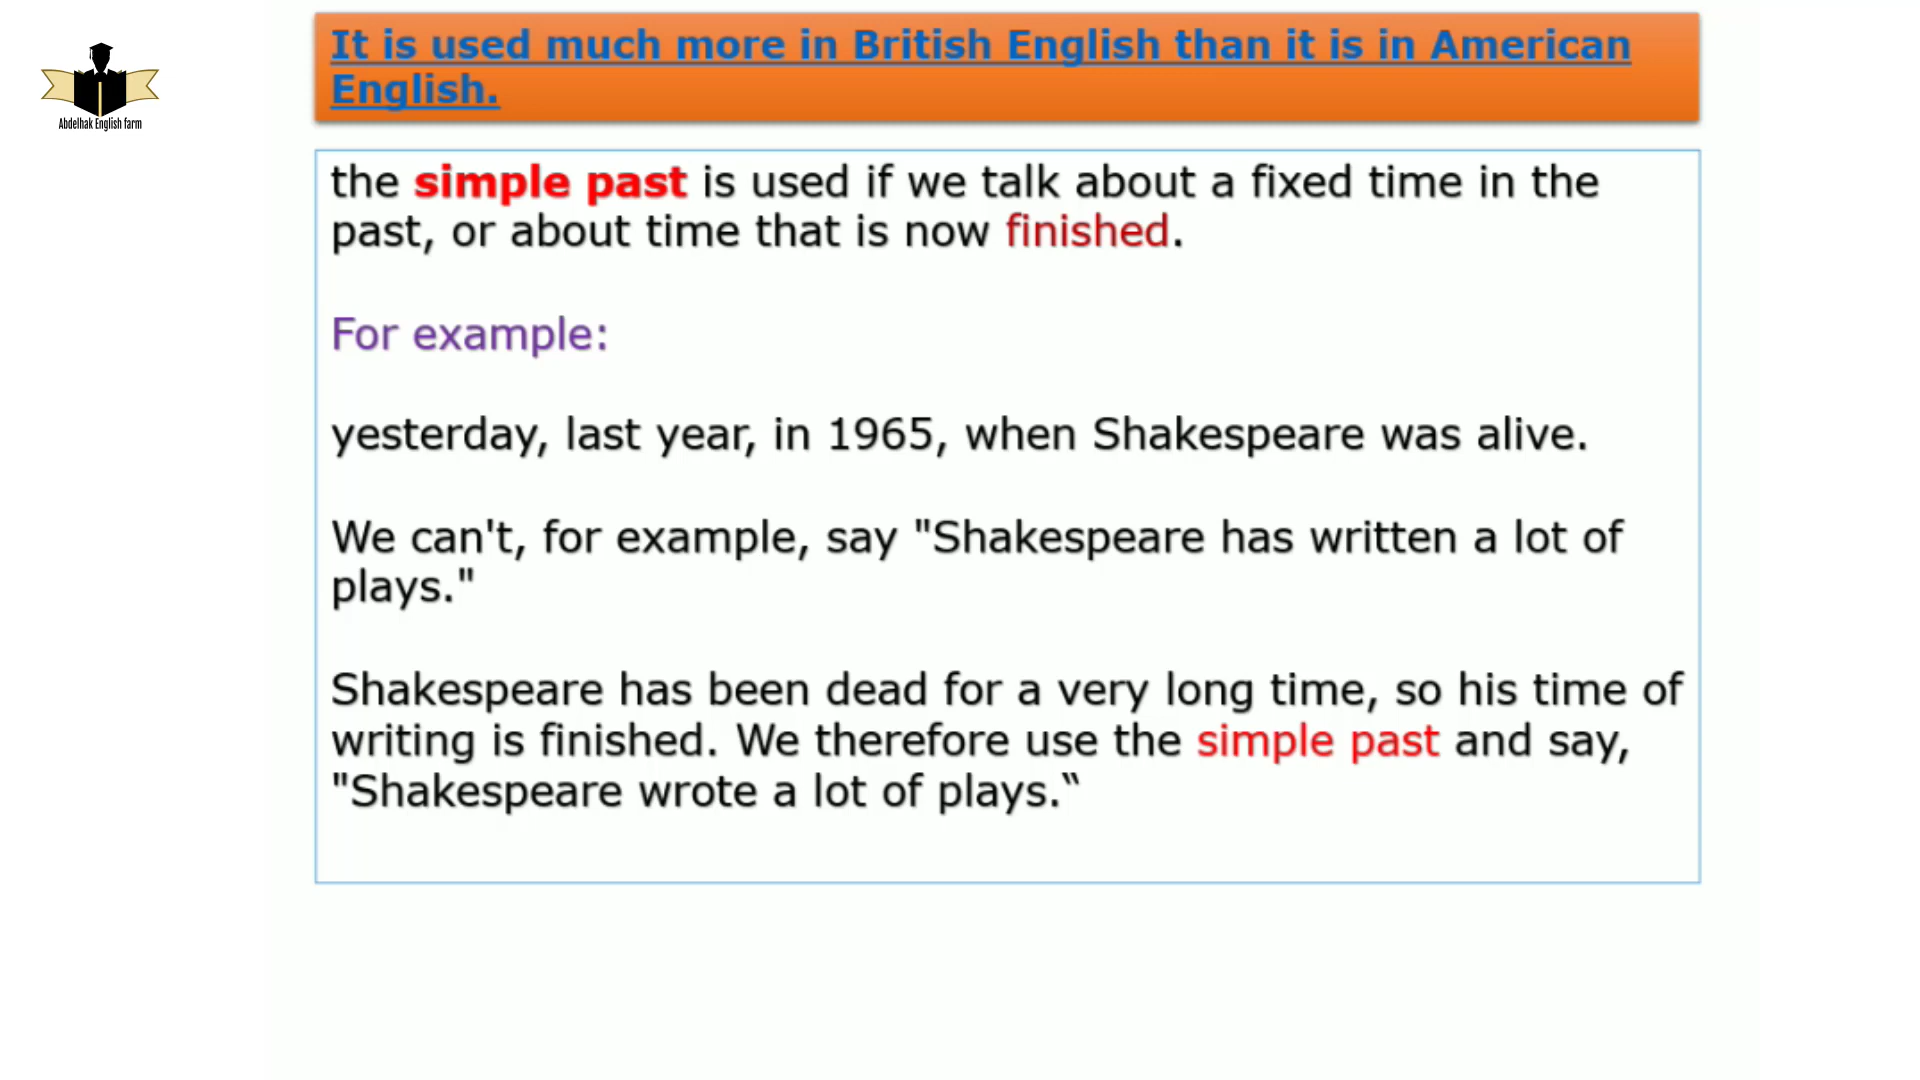 It is used much more in British English than it is in American
English.
Abdelhak English farm
the simple past is used if we talk about a fixed time in the
past, or about time that is now finished.
For example:
yesterday, last year, in 1965, when Shakespeare was alive.
We can't, for example, say "Shakespeare has written a lot of
plays."
Shakespeare has been dead for a very long time, so his time of
writing is finished. We therefore use the simple past and say,
"Shakespeare wrote a lot of plays.“